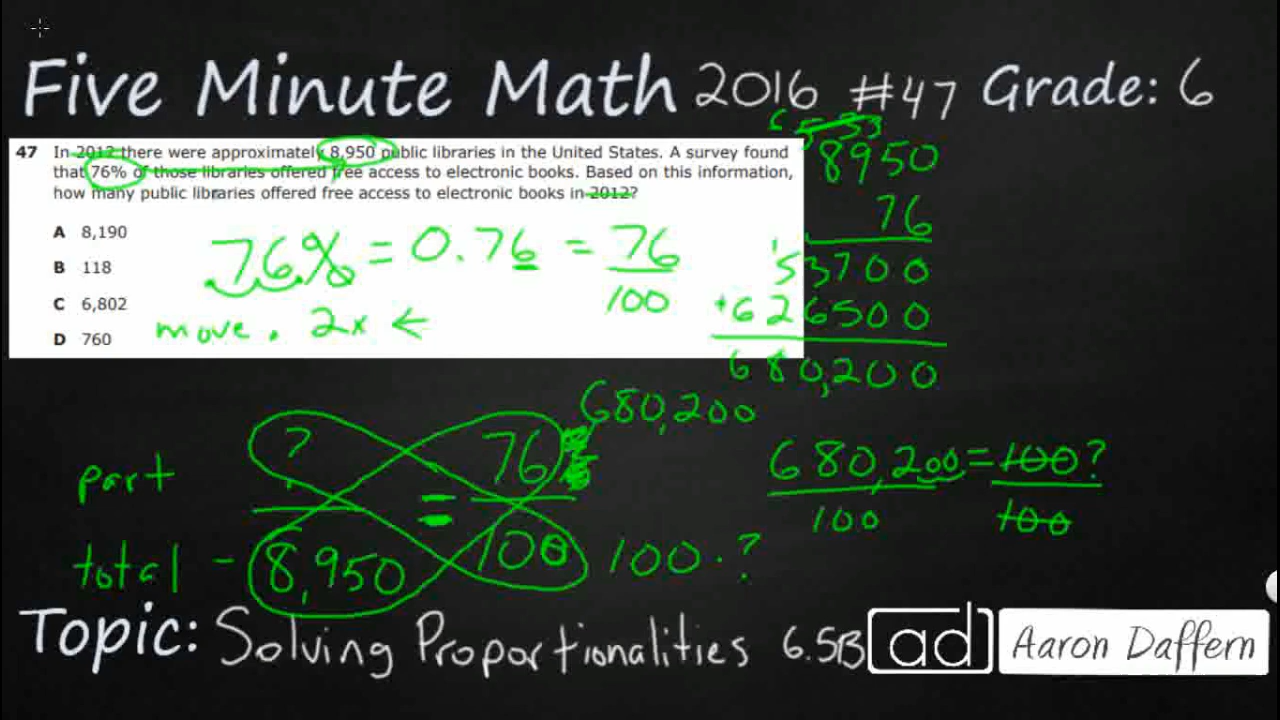 Five Minute Math 2016 #47 Grade: 6
47 In 2012 there were approximately 8,950 public libraries in the United States. A survey found
that 76% of those libraries offered free access to electronic books. Based on this information,
how many public libraries offered free access to electronic books in 2012?
A 8,190
B 118
C 6,802
D 760
76% = 0.76 = 76
100
move . 2x ←
8950
76
53700
+626500
680,200
part ? = 76 680,200
total - 8,950 100 100 . ?
680,200 = 100?
100 100
Topic: Solving Proportionalities 6.5B ad Aaron Daffern